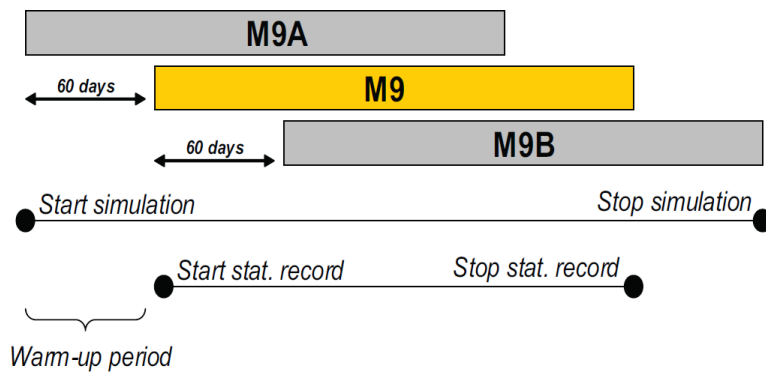 M9A
60 days
M9
60 days
M9B
Start simulation
Stop simulation
Start stat. record
Stop stat. record
Warm-up period